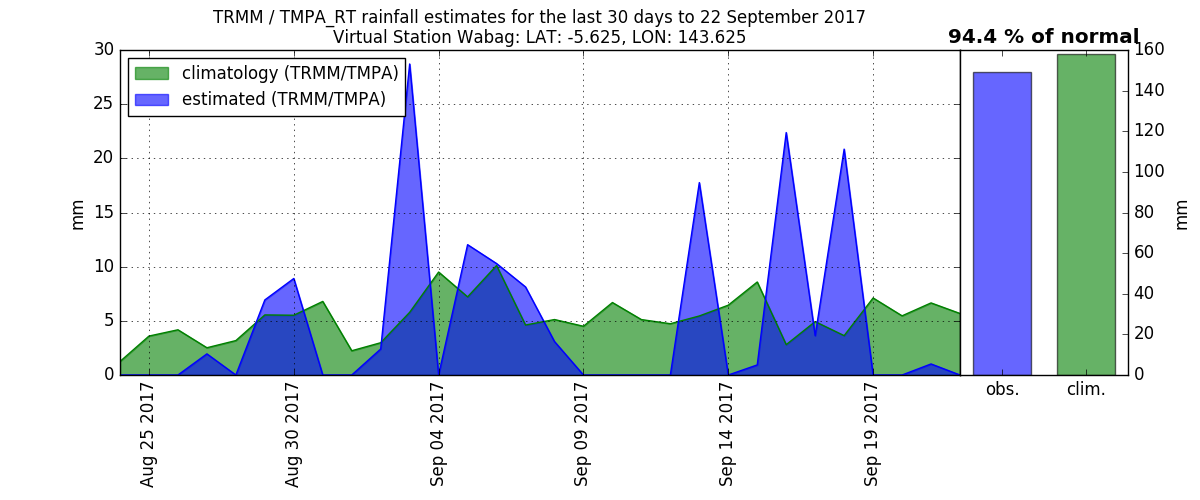 TRMM / TMPA_RT rainfall estimates for the last 30 days to 22 September 2017
Virtual Station Wabag: LAT: -5.625, LON: 143.625
94.4 % of normal
climatology (TRMM/TMPA)
estimated (TRMM/TMPA)
30
25
20
15
10
5
0
mm
160
140
120
100
80
60
40
20
0
mm
Aug 25 2017
Aug 30 2017
Sep 04 2017
Sep 09 2017
Sep 14 2017
Sep 19 2017
obs.
clim.